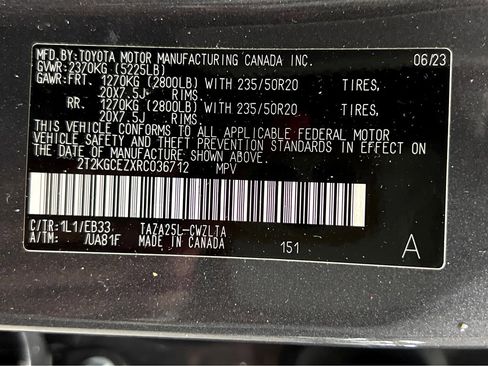 MFD.BY:TOYOTA MOTOR MANUFACTURING CANADA INC. 06/23
GVWR:2370KG (5225LB)
GAWR:FRT. 1270KG (2800LB) WITH 235/50R20 TIRES,
20X7.5J RIMS
RR. 1270KG (2800LB) WITH 235/50R20 TIRES,
20X7.5J RIMS
THIS VEHICLE CONFORMS TO ALL APPLICABLE FEDERAL MOTOR
VEHICLE SAFETY AND THEFT PREVENTION STANDARDS IN EFFECT ON
THE DATE OF MANUFACTURE SHOWN ABOVE.
2T2KGCEZXRC036712 MPV
C/TR:1L1/EB33 TAZA25L-CWZLTA
A/TM: /UA81F MADE IN CANADA 151 A